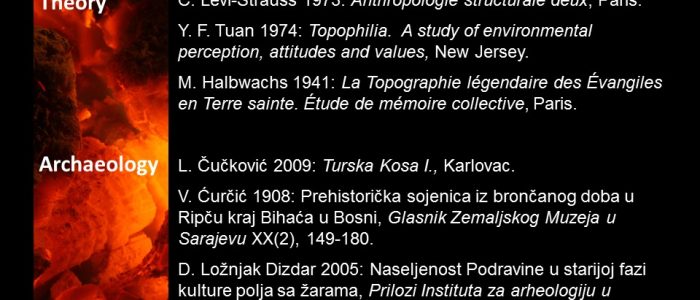 Theory
C. Lévi-Strauss 1973: Anthropologie structurale deux, Paris.
Y. F. Tuan 1974: Topophilia. A study of environmental
perception, attitudes and values, New Jersey.
M. Halbwachs 1941: La Topographie légendaire des Évangiles
en Terre sainte. Étude de mémoire collective, Paris.
Archaeology
L. Čučković 2009: Turska Kosa I., Karlovac.
V. Ćurčić 1908: Prehistorička sojenica iz brončanog doba u
Ripču kraj Bihaća u Bosni, Glasnik Zemaljskog Muzeja u
Sarajevu XX(2), 149-180.
D. Ložnjak Dizdar 2005: Naseljenost Podravine u starijoj fazi
kulture polja sa žarama, Prilozi Instituta za arheologiju u